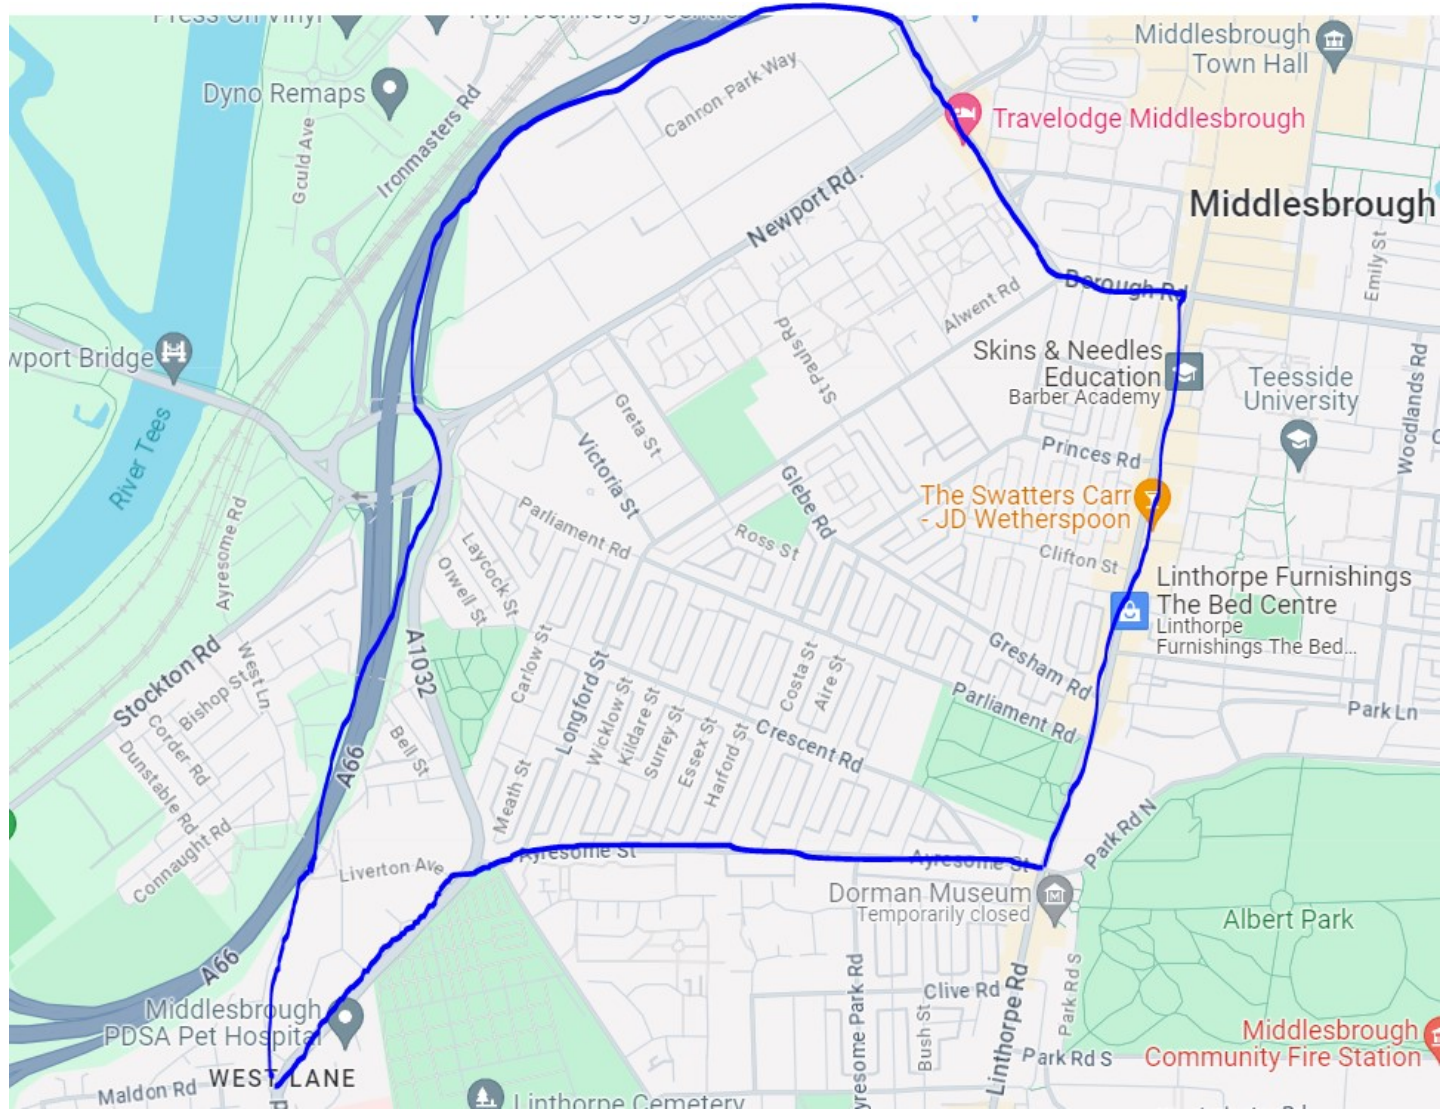 Press On Vinyl
Dyno Remaps
Gculd Ave
Ironmasters Rd
Cannon Park Way
Middlesbrough
Town Hall
Travelodge Middlesbrough
Newport Rd.
Middlesbrough
Emily St
Borough Rd
Alwent Rd
St Pauls Rd
wport Bridge
River Tees
Skins & Needles
Education
Barber Academy
Teesside
University
Woodlands Rd
Greta St
Victoria St
Princes Rd
Glebe Rd
The Swatters Carr
- JD Wetherspoon
Parliament Rd
Ross St
Clifton St
Ayresome Rd
Laycock St
Orwell St
Linthorpe Furnishings
The Bed Centre
Linthorpe
Furnishings The Bed...
A1032
Stockton Rd
West Ln.
Bishop St
Corder Rd
Dunstable Rd
Connaught Rd
Carlow St
Longford St
Wicklow St
Kildare St
Surrey St
Essex St
Harford St
Costa St
Aire St
Gresham Rd
Parliament Rd
Crescent Rd
Park Ln
Bell St
A66
Meath St
Park Rd N
Liverton Ave
Ayresome St
Ayresome St
Dorman Museum
Temporarily closed
Albert Park
A66
Middlesbrough
PDSA Pet Hospital
Ayresome Park Rd
Clive Rd
Bush St
Linthorpe Rd
Park Rd S
Park Rd S
Middlesbrough
Community Fire Station
Maldon Rd
WEST LANE
Linthorpe Cemetery